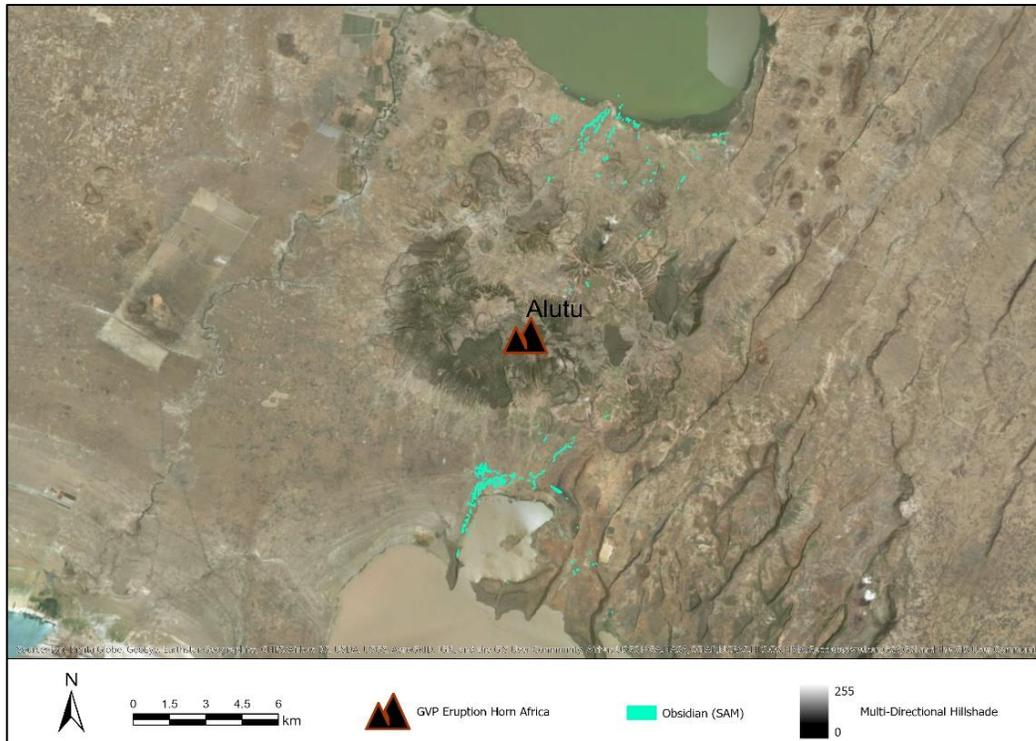 Alutu
N
0 1.5 3 4.5 6
km
GVP Eruption Horn Africa
Obsidian (SAM)
255
0
Multi-Directional Hillshade